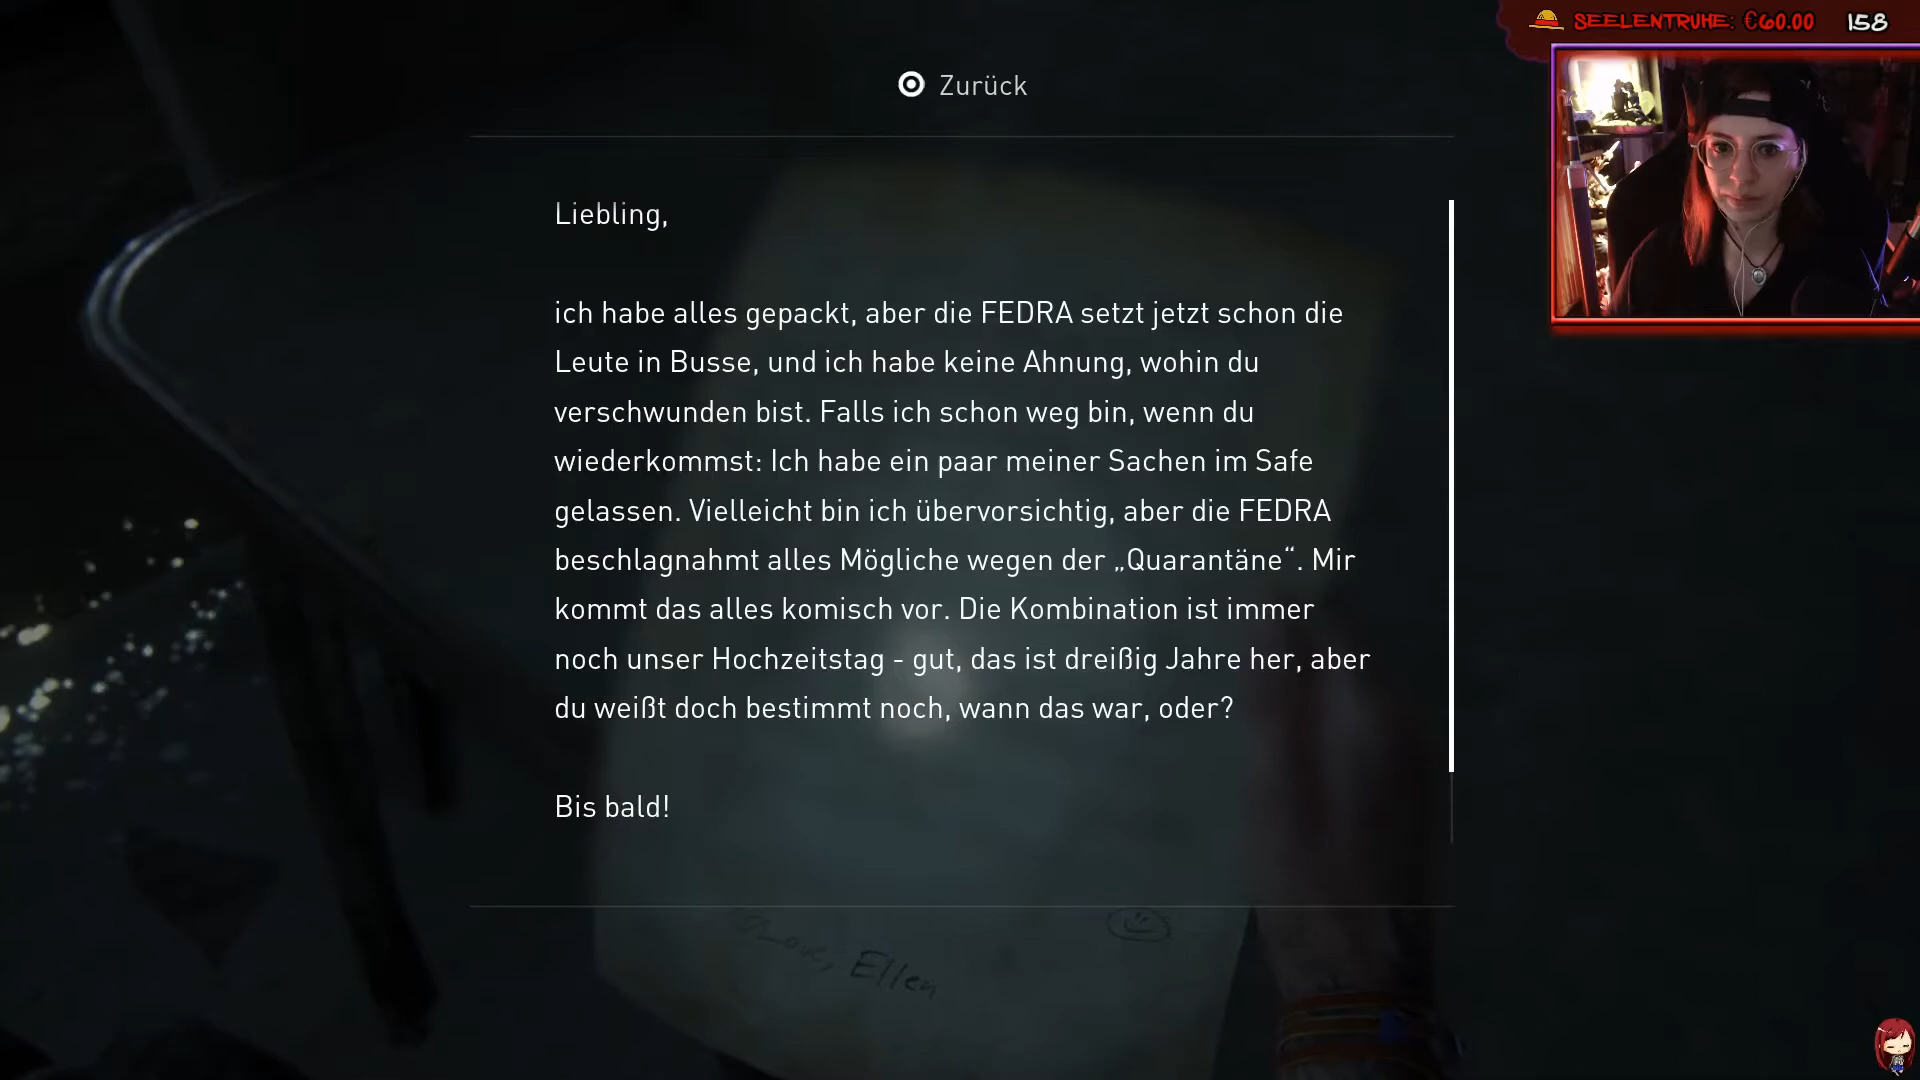 SEELENTRUHE: €60.00 158
Zurück
Liebling,
ich habe alles gepackt, aber die FEDRA setzt jetzt schon die
Leute in Busse, und ich habe keine Ahnung, wohin du
verschwunden bist. Falls ich schon weg bin, wenn du
wiederkommst: Ich habe ein paar meiner Sachen im Safe
gelassen. Vielleicht bin ich übervorsichtig, aber die FEDRA
beschlagnahmt alles Mögliche wegen der „Quarantäne“. Mir
kommt das alles komisch vor. Die Kombination ist immer
noch unser Hochzeitstag - gut, das ist dreißig Jahre her, aber
du weißt doch bestimmt noch, wann das war, oder?
Bis bald!
Love, Ellen